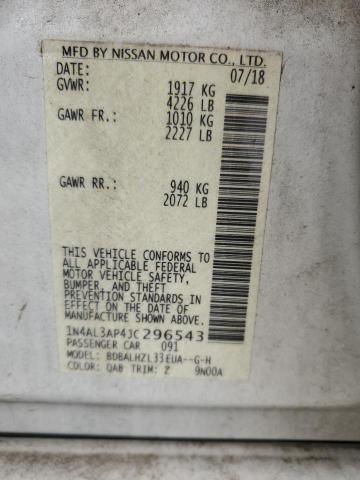 MFD BY NISSAN MOTOR CO., LTD.
DATE: 07/18
GVWR: 1917 KG
4226 LB
GAWR FR.: 1010 KG
2227 LB
GAWR RR.: 940 KG
2072 LB
THIS VEHICLE CONFORMS TO
ALL APPLICABLE FEDERAL
MOTOR VEHICLE SAFETY,
BUMPER, AND THEFT
PREVENTION STANDARDS IN
EFFECT ON THE DATE OF
MANUFACTURE SHOWN ABOVE.
1N4AL3AP4JC296543
PASSENGER CAR 091
MODEL: BDBALHZL33EUA--G-H
COLOR: QAB TRIM: Z 9N00A